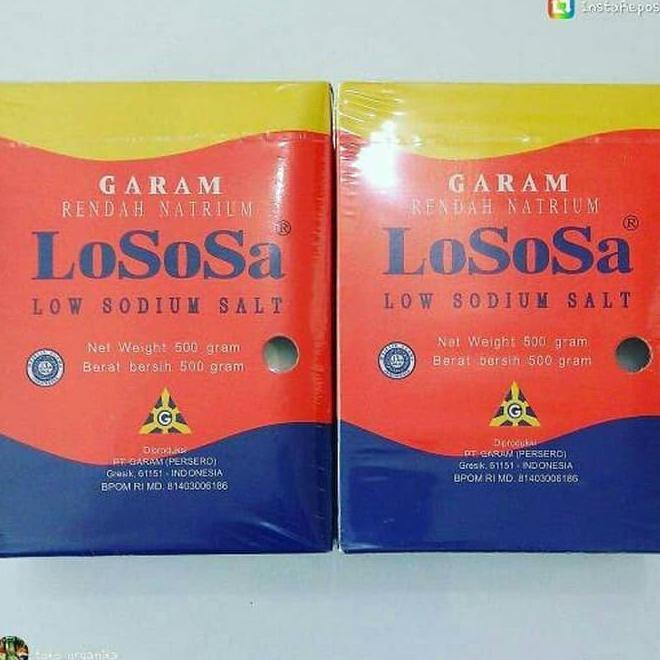 InstaRepos
GARAM
RENDAH NATRIUM
LoSoSa®
LOW SODIUM SALT
Net Weight 500 gram
Berat bersih 500 gram
G
Diproduksi
PT. GARAM (PERSERO)
Gresik, 61151 - INDONESIA
BPOM RI MD. 81403006186
GARAM
RENDAH NATRIUM
LoSoSa®
LOW SODIUM SALT
Net Weight 500 gram
Berat bersih 500 gram
G
Diproduksi
PT. GARAM (PERSERO)
Gresik, 61151 - INDONESIA
BPOM RI MD. 81403006186